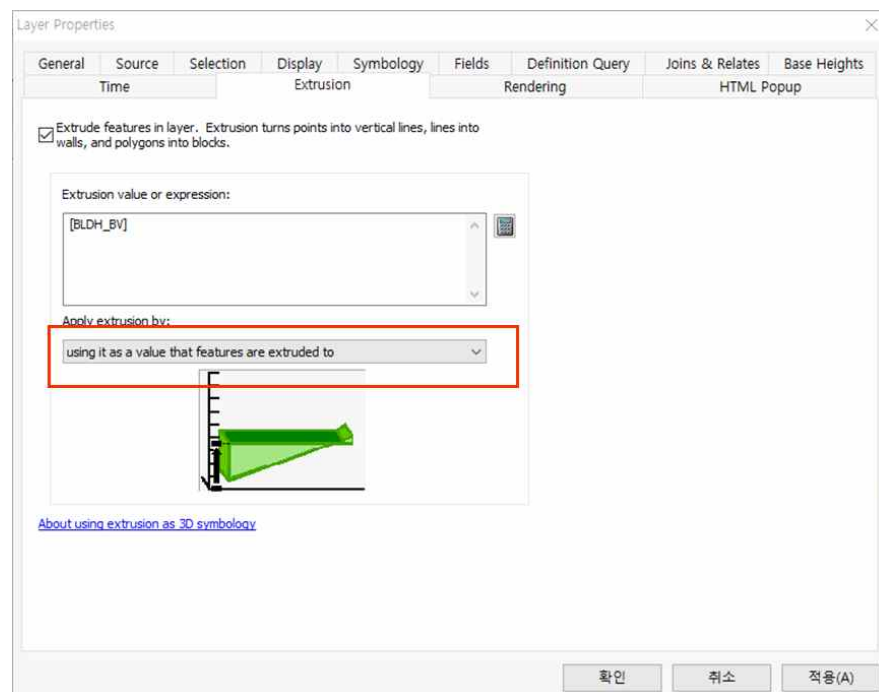 Layer Properties
General Source Selection Display Symbology Fields Definition Query Joins & Relates Base Heights
Time Extrusion Rendering HTML Popup
Extrude features in layer. Extrusion turns points into vertical lines, lines into
walls, and polygons into blocks.
Extrusion value or expression:
[BLDH_BV]
Apply extrusion by:
using it as a value that features are extruded to
About using extrusion as 3D symbology
확인 취소 적용(A)